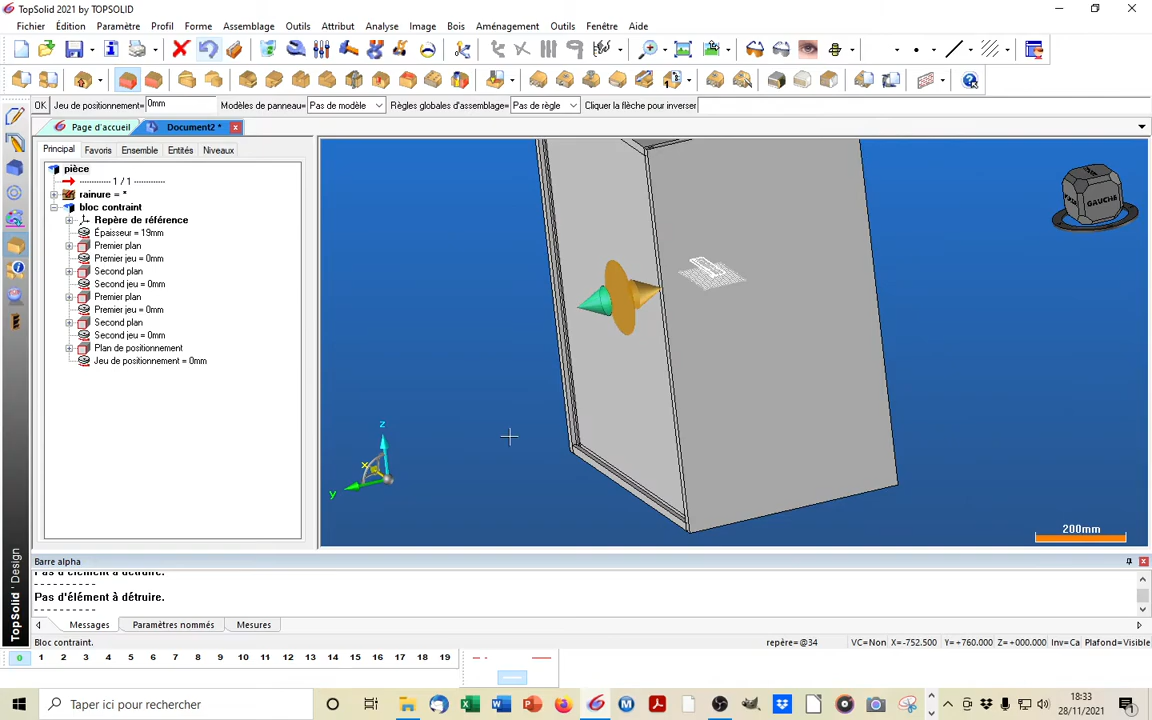 TopSolid 2021 by TOPSOLID
Fichier Édition Paramètre Profil Forme Assemblage Outils Attribut Analyse Image Bois Aménagement Outils Fenêtre Aide
OK Jeu de positionnement= 0mm Modèles de panneau= Pas de modèle Règles globales d'assemblage= Pas de règle Cliquer la flèche pour inverser
Page d'accueil Document2 *
Principal Favoris Ensemble Entités Niveaux
pièce
------------- 1 / 1 -------------
rainure = *
bloc contraint
Repère de référence
Épaisseur = 19mm
Premier plan
Premier jeu = 0mm
Second plan
Second jeu = 0mm
Premier plan
Premier jeu = 0mm
Second plan
Second jeu = 0mm
Plan de positionnement
Jeu de positionnement = 0mm
GAUCHE
z
x
y
200mm
TopSolid ' Design
Barre alpha
Pas d'élément à détruire.
----------
Pas d'élément à détruire.
----------
Messages Paramètres nommés Mesures
Bloc contraint. repère=@34 VC=Non X=-752.500 Y=+760.000 Z=+000.000 Inv=Ca Plafond=Visible
0 1 2 3 4 5 6 7 8 9 10 11 12 13 14 15 16 17 18 19
Taper ici pour rechercher
18:33
28/11/2021